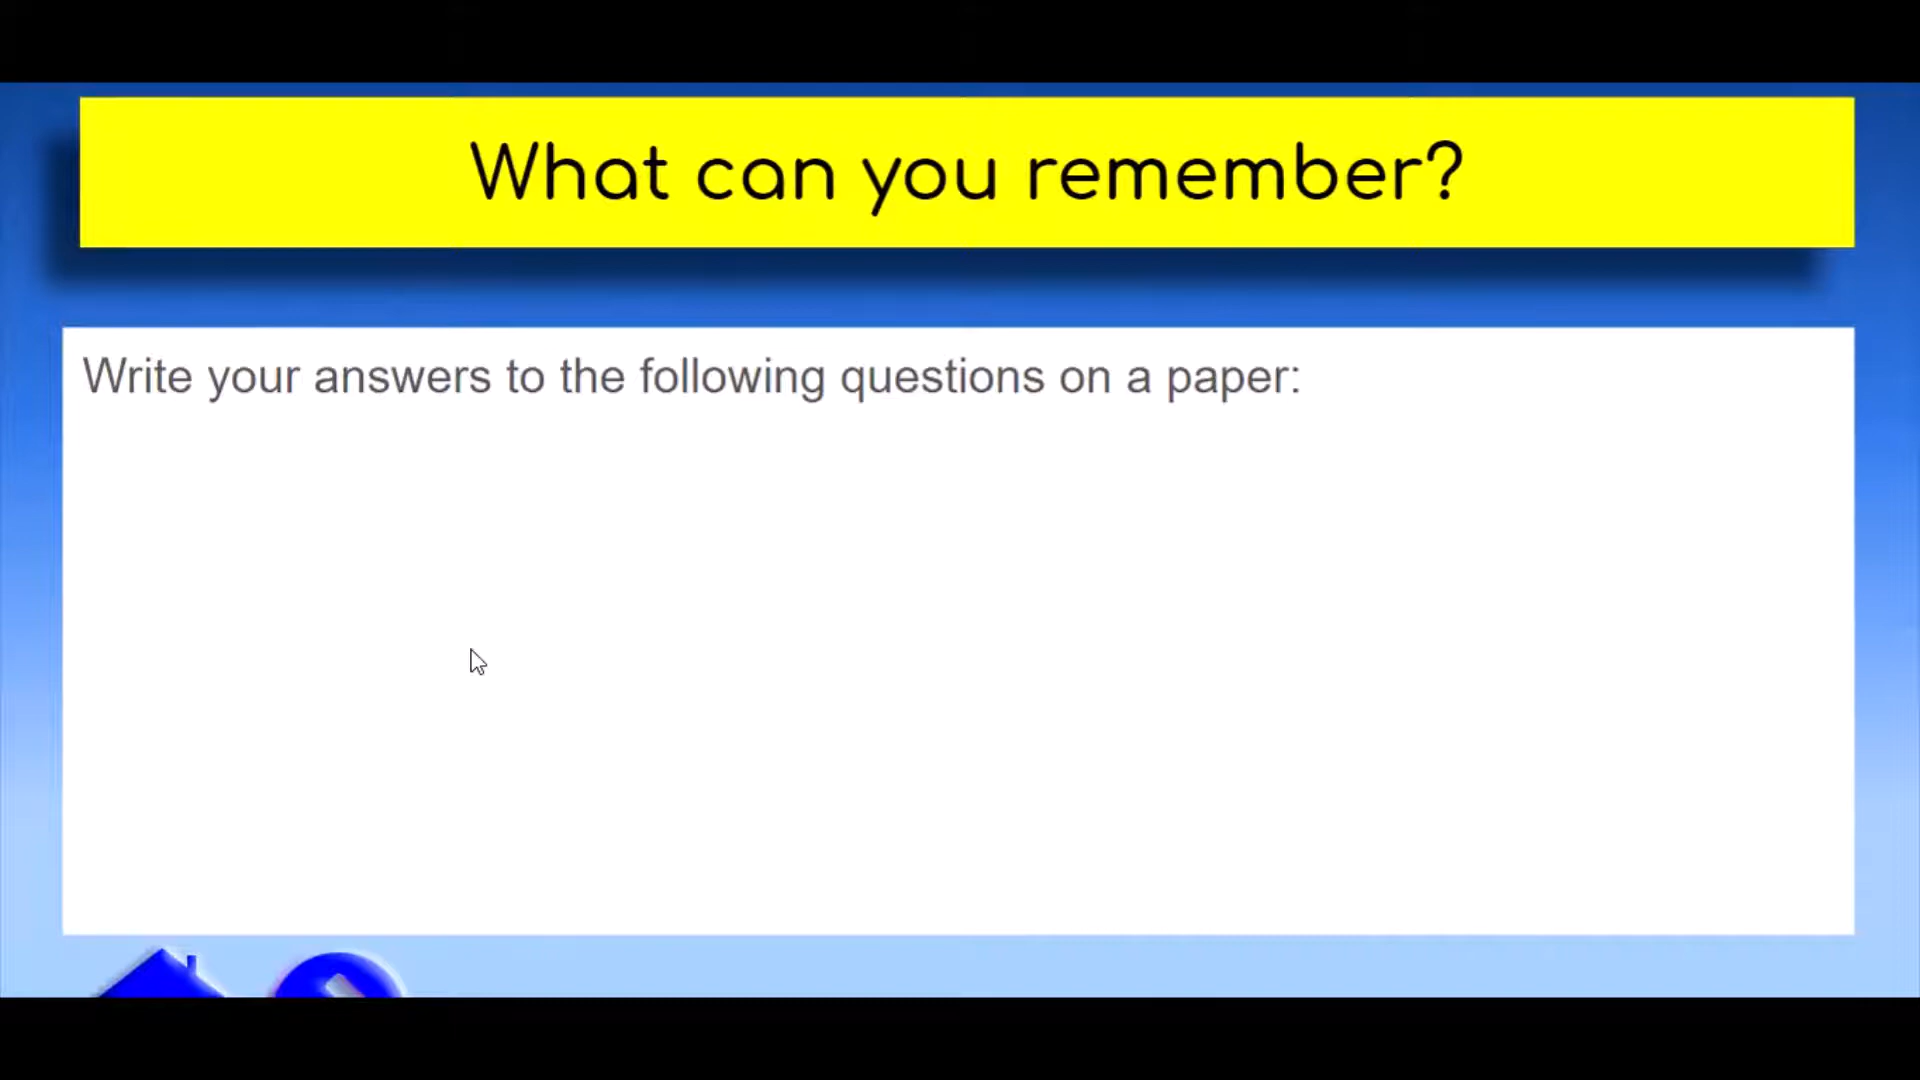 What can you remember?
Write your answers to the following questions on a paper: